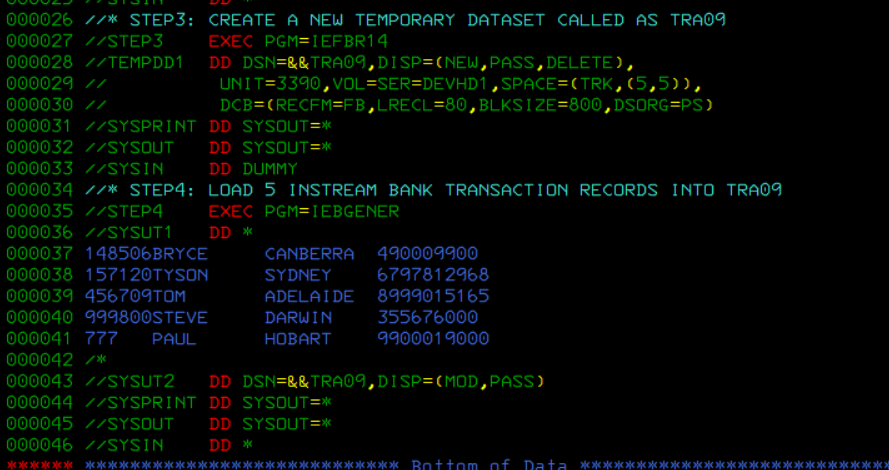 000025 //SYSIN    DD *
000026 //* STEP3: CREATE A NEW TEMPORARY DATASET CALLED AS TRA09
000027 //STEP3    EXEC PGM=IEFBR14
000028 //TEMPDD1  DD DSN=&&TRA09,DISP=(NEW,PASS,DELETE),
000029 //          UNIT=3390,VOL=SER=DEVHD1,SPACE=(TRK,(5,5)),
000030 //          DCB=(RECFM=FB,LRECL=80,BLKSIZE=800,DSORG=PS)
000031 //SYSPRINT DD SYSOUT=*
000032 //SYSOUT   DD SYSOUT=*
000033 //SYSIN    DD DUMMY
000034 //* STEP4: LOAD 5 INSTREAM BANK TRANSACTION RECORDS INTO TRA09
000035 //STEP4    EXEC PGM=IEBGENER
000036 //SYSUT1   DD *
000037 148506BRYCE     CANBERRA  490009900
000038 157120TYSON     SYDNEY    6797812968
000039 456709TOM       ADELAIDE  8999015165
000040 999800STEVE     DARWIN    355676000
000041 777   PAUL      HOBART    9900019000
000042 /*
000043 //SYSUT2   DD DSN=&&TRA09,DISP=(MOD,PASS)
000044 //SYSPRINT DD SYSOUT=*
000045 //SYSOUT   DD SYSOUT=*
000046 //SYSIN    DD *
****** **************************** Bottom of Data ****************************